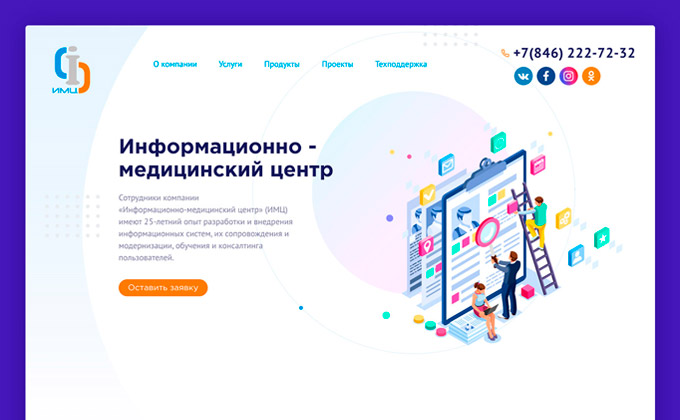 ИМЦ
О компании Услуги Продукты Проекты Техподдержка
+7(846) 222-72-32
Информационно -
медицинский центр
Сотрудники компании
«Информационно-медицинский центр» (ИМЦ)
имеют 25-летний опыт разработки и внедрения
информационных систем, их сопровождения и
модернизации, обучения и консалтинга
пользователей.
Оставить заявку